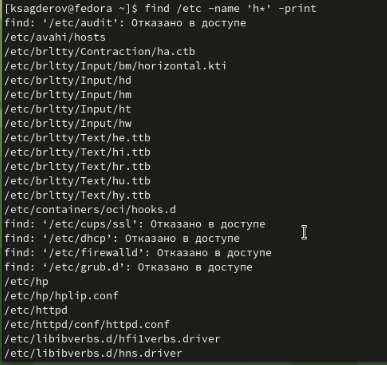 [ksagderov@fedora ~]$ find /etc -name 'h*' -print
find: ‘/etc/audit’: Отказано в доступе
/etc/avahi/hosts
/etc/brltty/Contraction/ha.ctb
/etc/brltty/Input/bm/horizontal.kti
/etc/brltty/Input/hd
/etc/brltty/Input/hm
/etc/brltty/Input/ht
/etc/brltty/Input/hw
/etc/brltty/Text/he.ttb
/etc/brltty/Text/hi.ttb
/etc/brltty/Text/hr.ttb
/etc/brltty/Text/hu.ttb
/etc/brltty/Text/hy.ttb
/etc/containers/oci/hooks.d
find: ‘/etc/cups/ssl’: Отказано в доступе
find: ‘/etc/dhcp’: Отказано в доступе
find: ‘/etc/firewalld’: Отказано в доступе
find: ‘/etc/grub.d’: Отказано в доступе
/etc/hp
/etc/hp/hplip.conf
/etc/httpd
/etc/httpd/conf/httpd.conf
/etc/libibverbs.d/hfi1verbs.driver
/etc/libibverbs.d/hns.driver